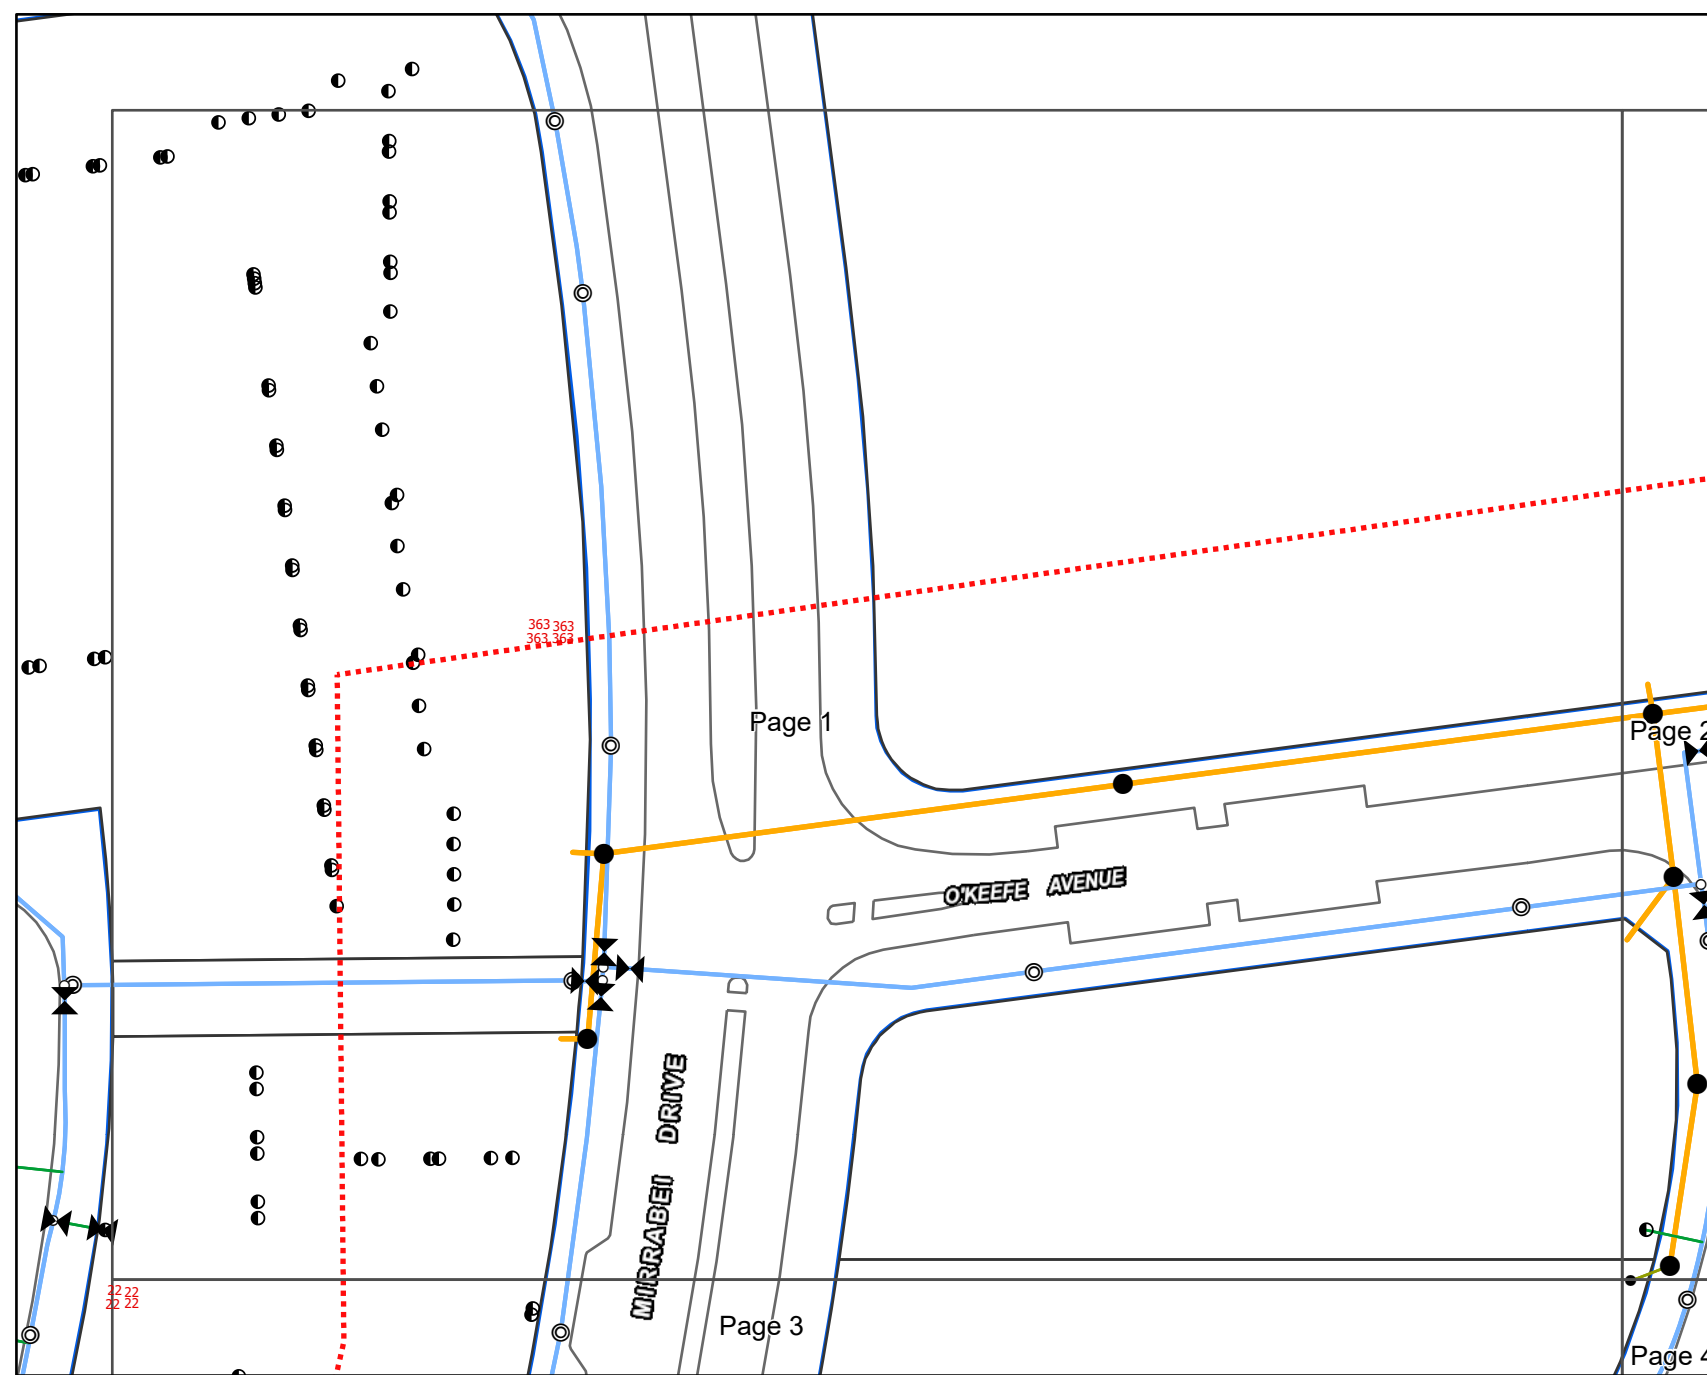 363 363
363 363
Page 1
Page 2
O'KEEFE AVENUE
MIRRABEI DRIVE
22 22
22 22
Page 3
Page 4